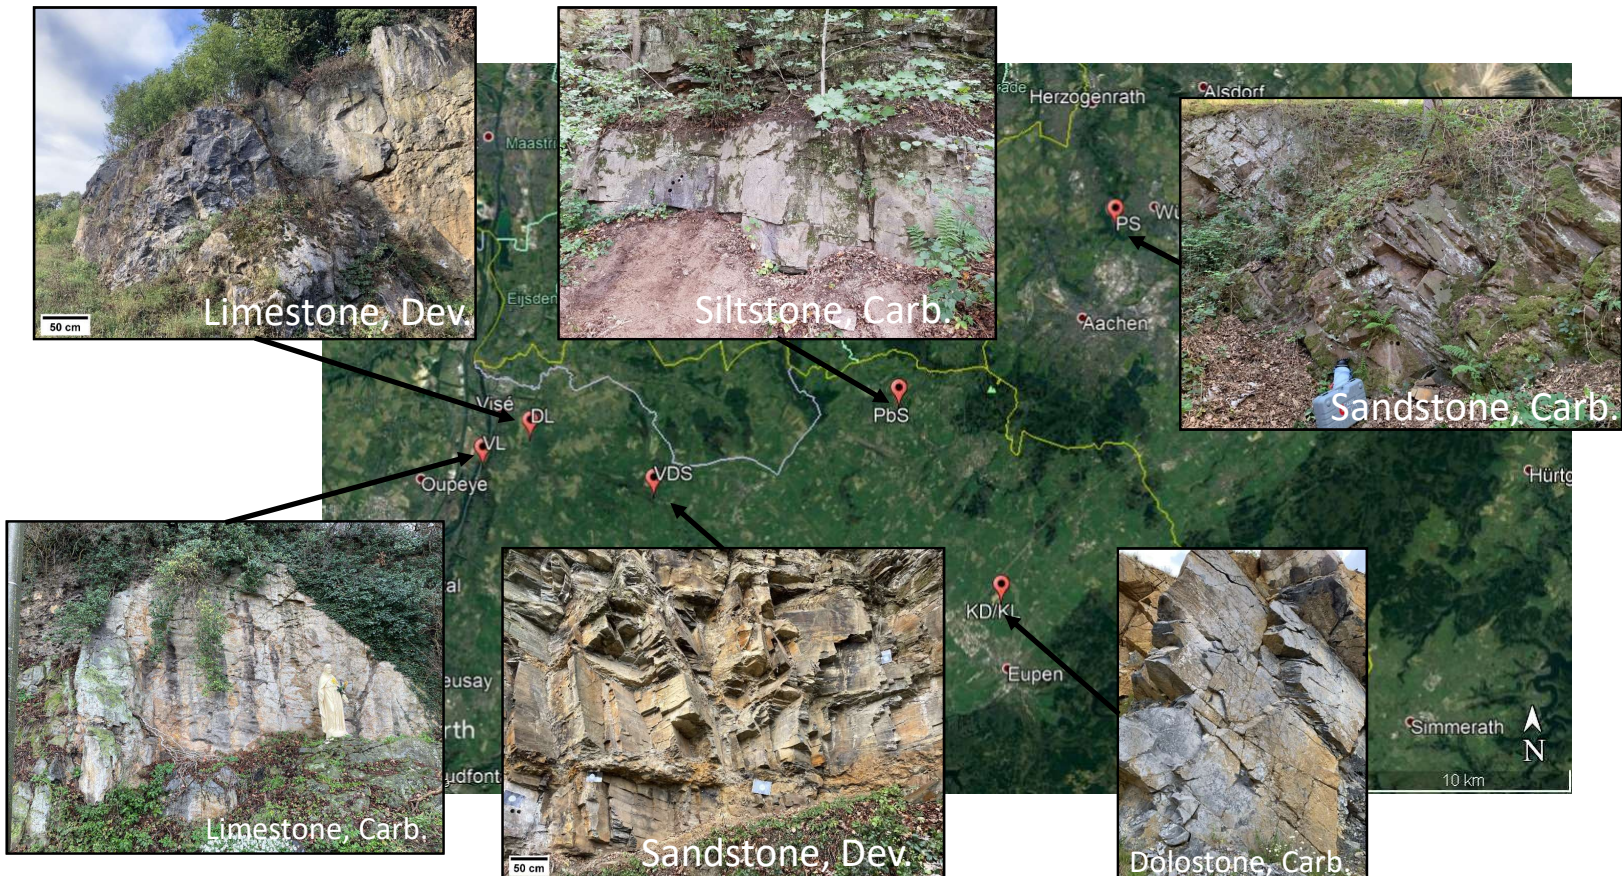 Limestone, Dev.
50 cm
Siltstone, Carb.
Sandstone, Carb.
Herzogenrath
Alsdorf
Maastri
Eijsden
PS
Wü
Aachen
Visé
DL
VL
Oupeye
VDS
PbS
Hürtg
KD/KL
Eupen
Simmerath
N
10 km
Limestone, Carb.
Sandstone, Dev.
50 cm
Dolostone, Carb.